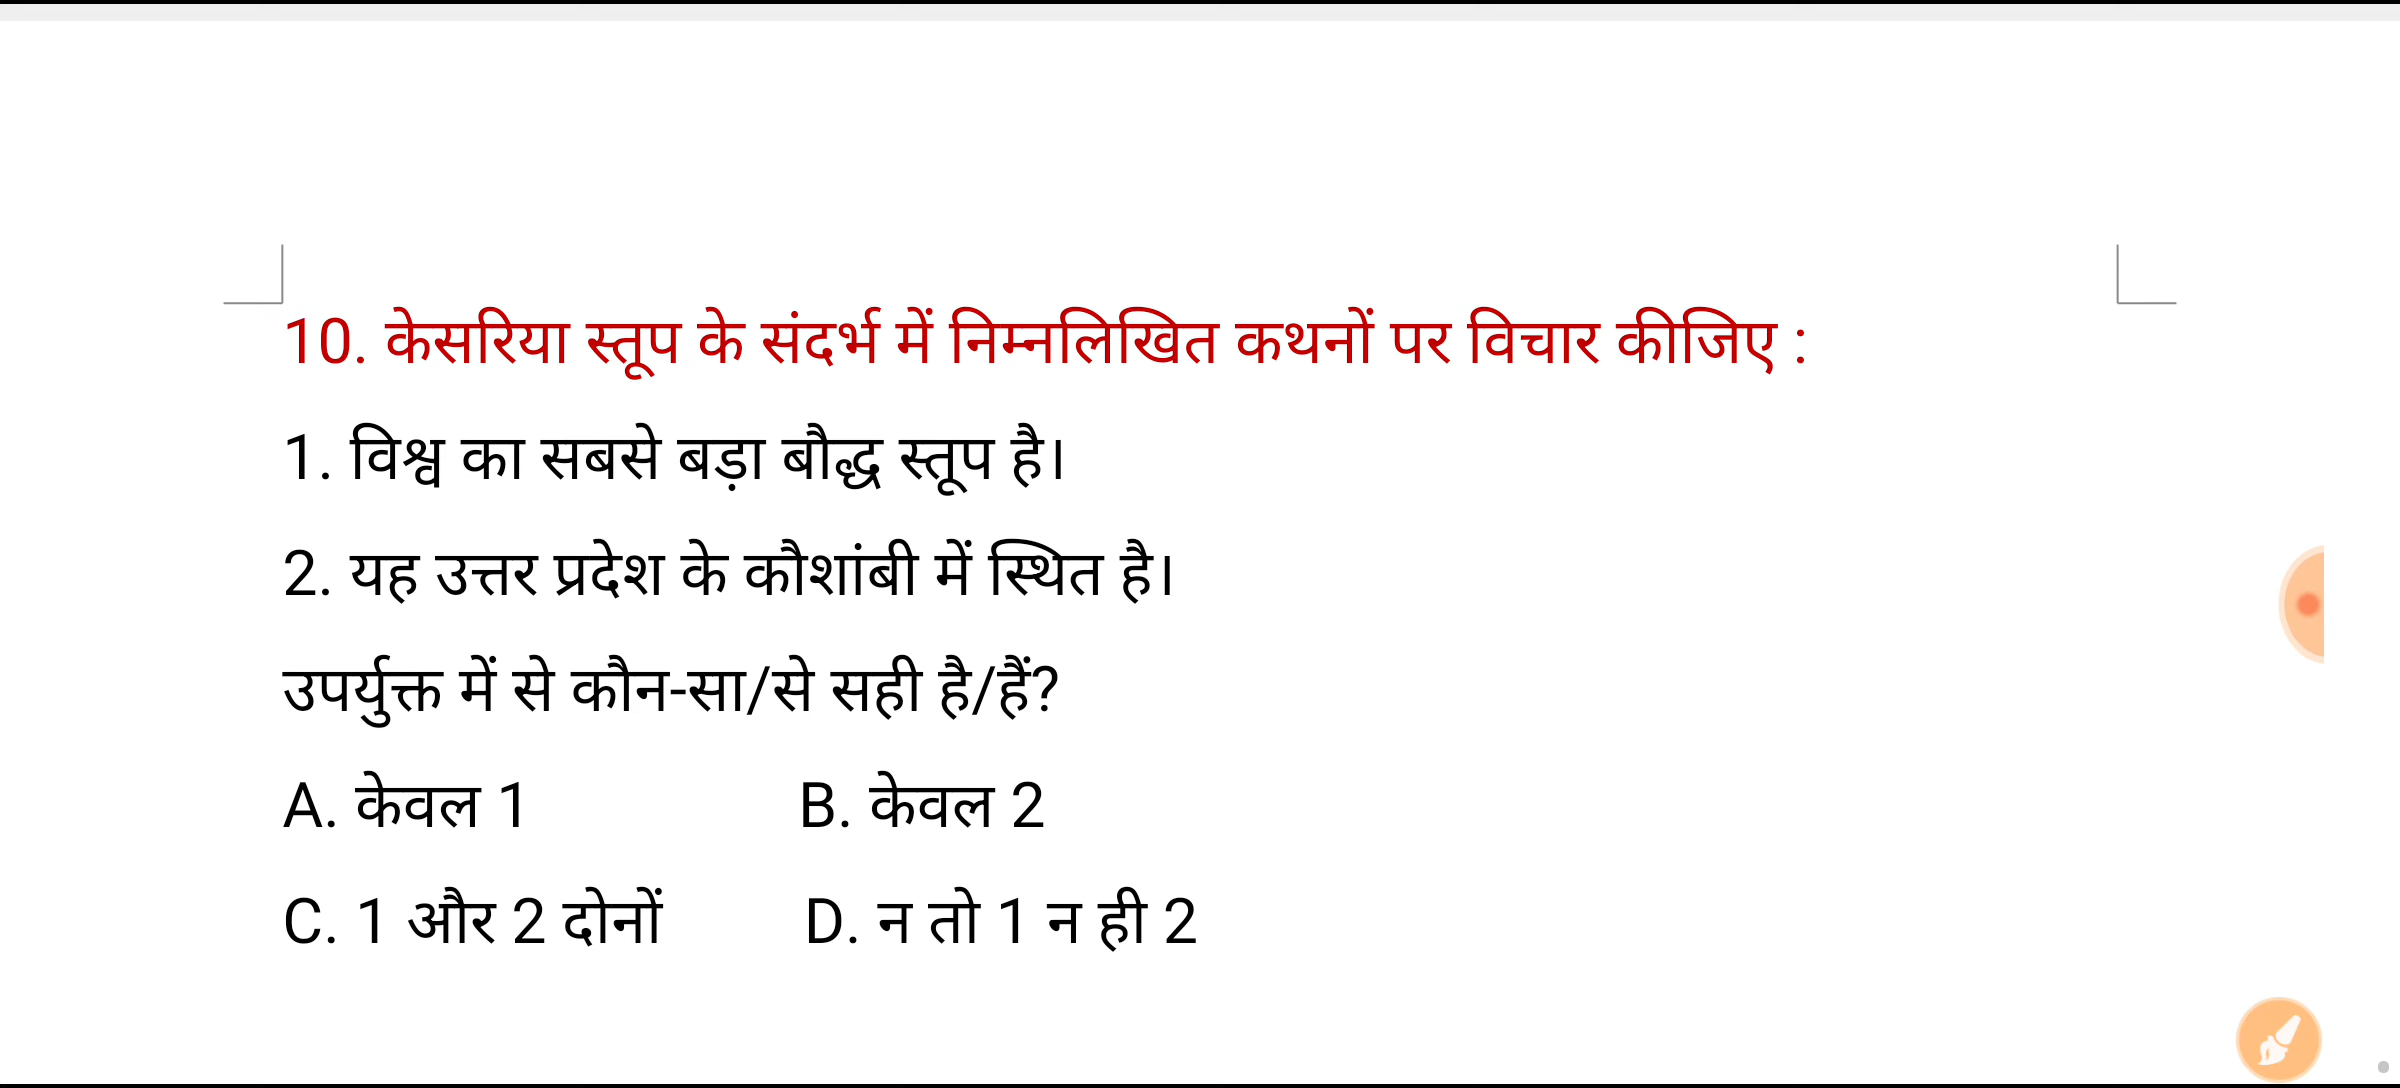 10. केसरिया स्तूप के संदर्भ में निम्नलिखित कथनों पर विचार कीजिए :
1. विश्व का सबसे बड़ा बौद्ध स्तूप है।
2. यह उत्तर प्रदेश के कौशांबी में स्थित है।
उपर्युक्त में से कौन-सा/से सही है/हैं?
A. केवल 1 B. केवल 2
C. 1 और 2 दोनों D. न तो 1 न ही 2